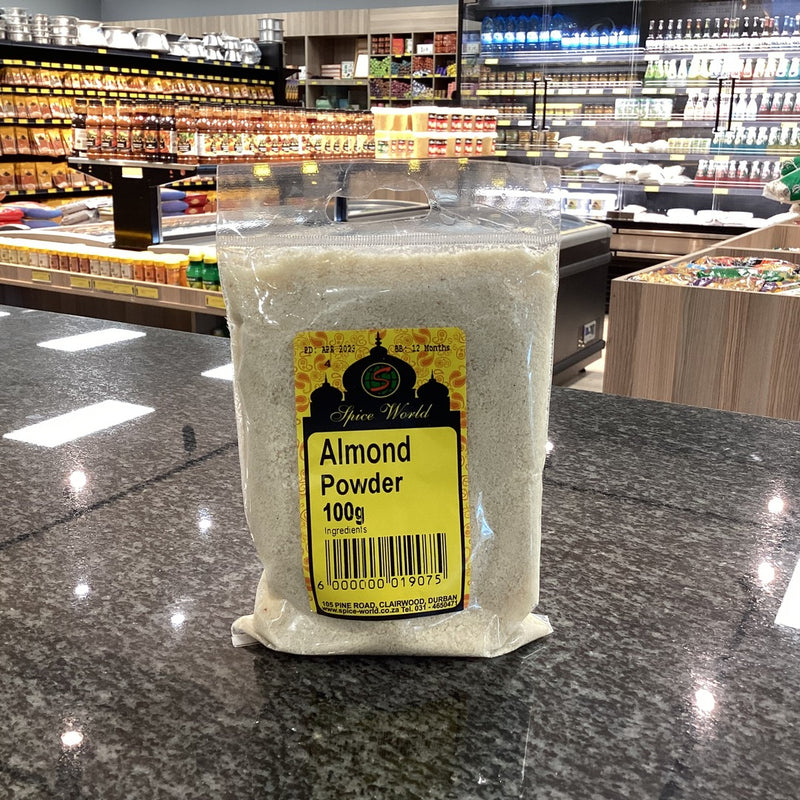 PD: APR 2023 BB: 12 Months
S
Spice World
Almond
Powder
100g
Ingredients
6 000000 019075
105 PINE ROAD, CLAIRWOOD, DURBAN
www.spice-world.co.za Tel. 031 - 4650471